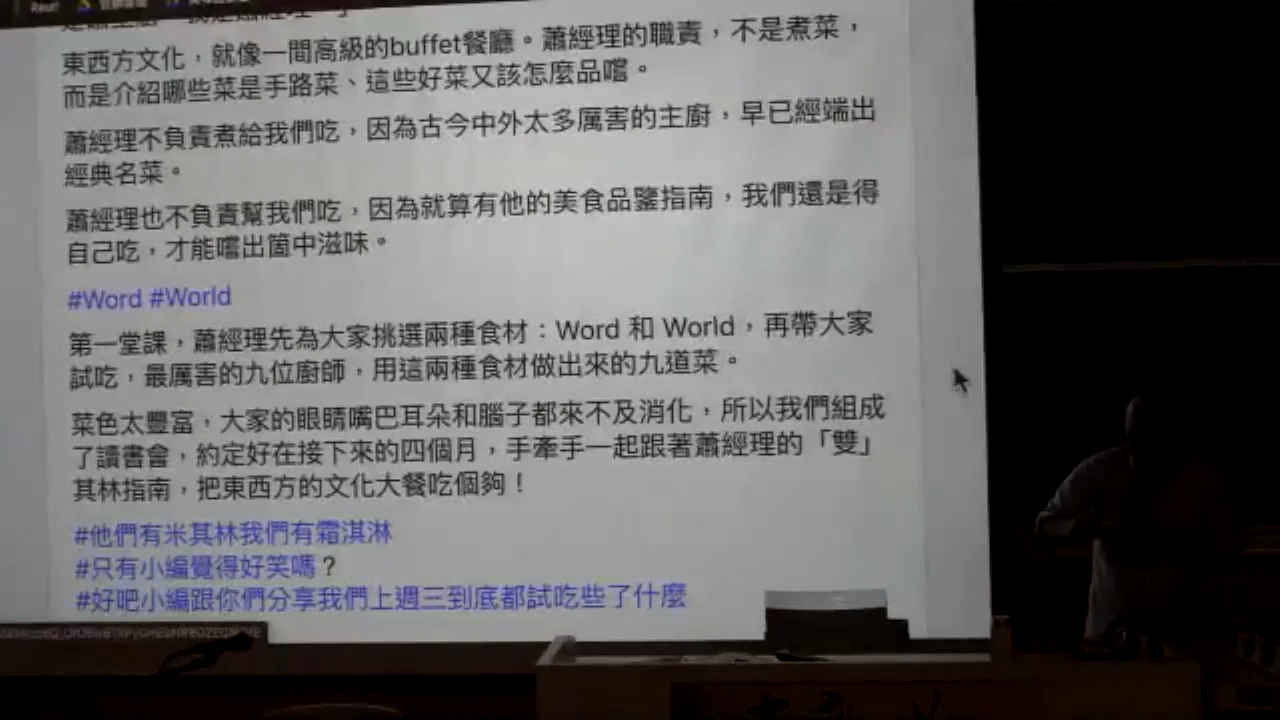 東西方文化，就像一間高級的buffet餐廳。蕭經理的職責，不是煮菜，
而是介紹哪些菜是手路菜、這些好菜又該怎麼品嚐。
蕭經理不負責煮給我們吃，因為古今中外太多厲害的主廚，早已經端出
經典名菜。
蕭經理也不負責幫我們吃，因為就算有他的美食品鑒指南，我們還是得
自己吃，才能嚐出箇中滋味。
#Word #World
第一堂課，蕭經理先為大家挑選兩種食材：Word 和 World，再帶大家
試吃，最厲害的九位廚師，用這兩種食材做出來的九道菜。
菜色太豐富，大家的眼睛嘴巴耳朵和腦子都來不及消化，所以我們組成
了讀書會，約定好在接下來的四個月，手牽手一起跟著蕭經理的「雙」
其林指南，把東西方的文化大餐吃個夠！
#他們有米其林我們有霜淇淋
#只有小編覺得好笑嗎？
#好吧小編跟你們分享我們上週三到底都試吃些了什麼